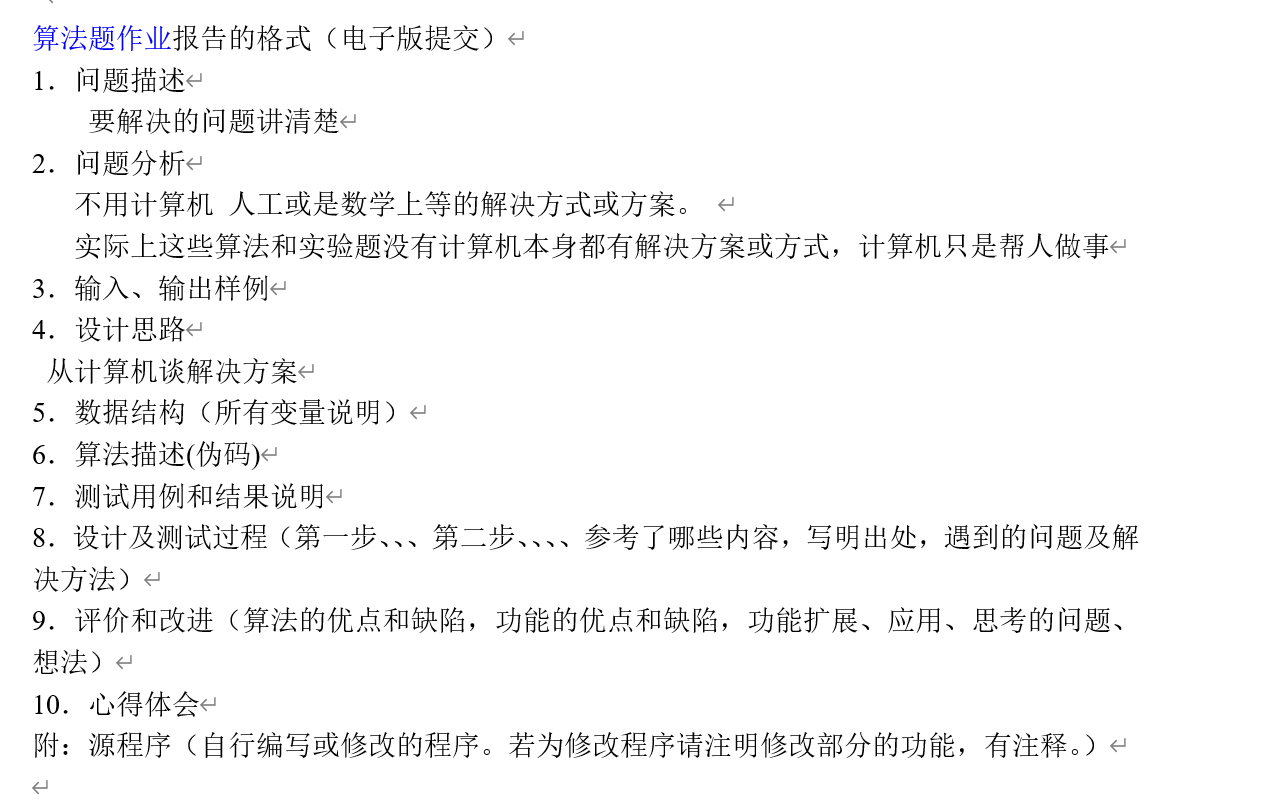 算法题作业报告的格式（电子版提交）↵
1．问题描述↵
要解决的问题讲清楚↵
2．问题分析↵
不用计算机 人工或是数学上等的解决方式或方案。 ↵
实际上这些算法和实验题没有计算机本身都有解决方案或方式，计算机只是帮人做事↵
3．输入、输出样例↵
4．设计思路↵
从计算机谈解决方案↵
5．数据结构（所有变量说明）↵
6．算法描述(伪码)↵
7．测试用例和结果说明↵
8．设计及测试过程（第一步、、、第二步、、、、参考了哪些内容，写明出处，遇到的问题及解
决方法）↵
9．评价和改进（算法的优点和缺陷，功能的优点和缺陷，功能扩展、应用、思考的问题、
想法）↵
10．心得体会↵
附：源程序（自行编写或修改的程序。若为修改程序请注明修改部分的功能，有注释。）↵
↵